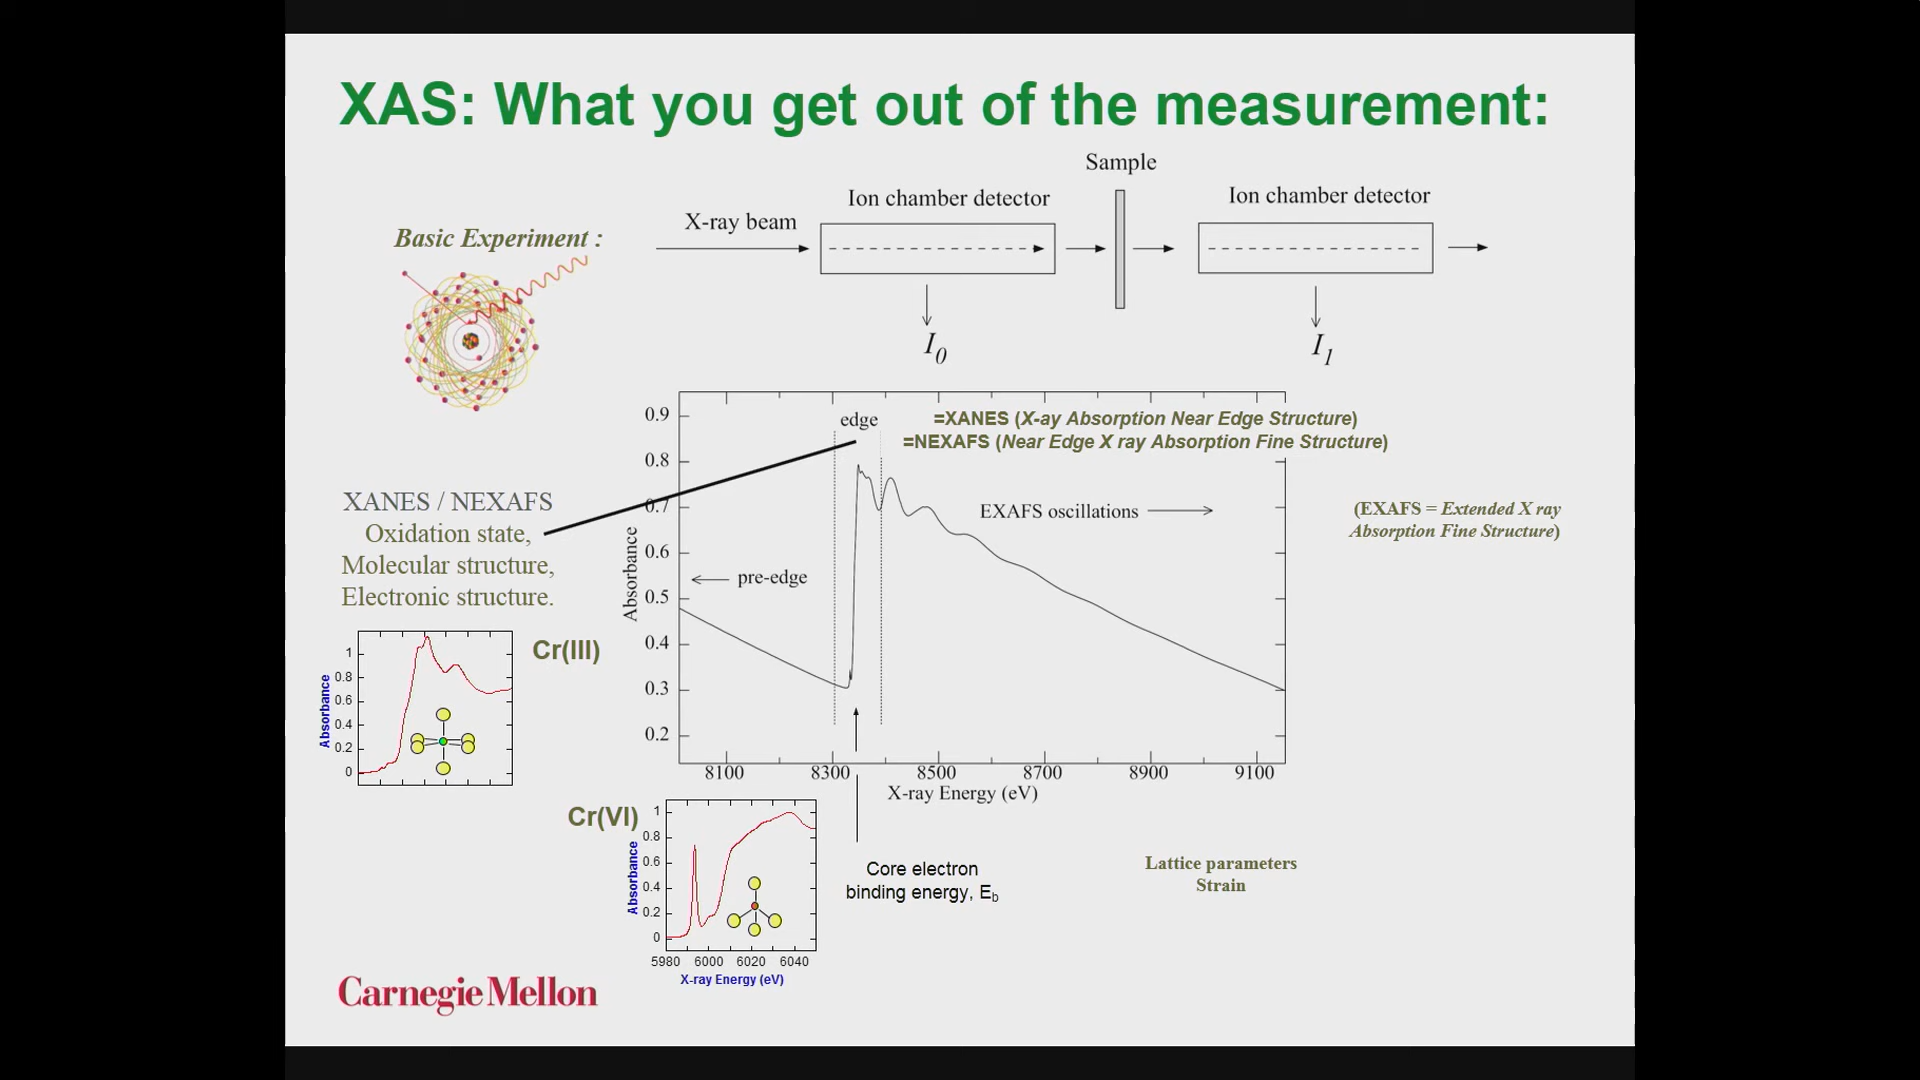 XAS: What you get out of the measurement:
Sample
Ion chamber detector
Ion chamber detector
X-ray beam
Basic Experiment :
I0
I1
0.9
0.8
0.7
0.6
0.5
0.4
0.3
0.2
Absorbance
edge
=XANES (X-ay Absorption Near Edge Structure)
=NEXAFS (Near Edge X ray Absorption Fine Structure)
EXAFS oscillations
(EXAFS = Extended X ray
Absorption Fine Structure)
pre-edge
8100 8300 8500 8700 8900 9100
X-ray Energy (eV)
XANES / NEXAFS
Oxidation state,
Molecular structure,
Electronic structure.
Cr(III)
1
0.8
0.6
0.4
0.2
0
Absorbance
Cr(VI)
1
0.8
0.6
0.4
0.2
0
Absorbance
5980 6000 6020 6040
X-ray Energy (eV)
Core electron
binding energy, Eb
Lattice parameters
Strain
Carnegie Mellon